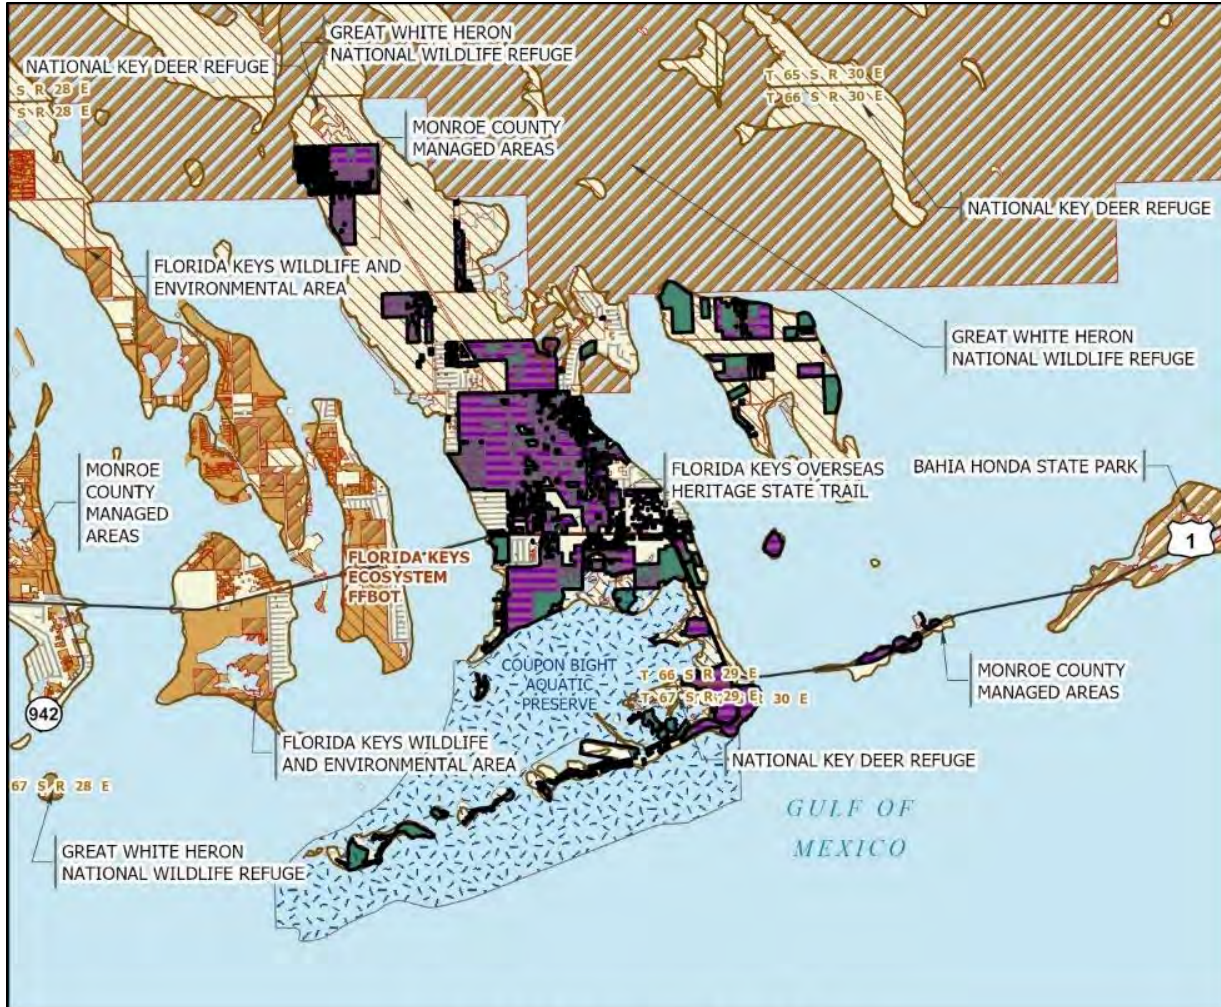 GREAT WHITE HERON
NATIONAL WILDLIFE REFUGE
NATIONAL KEY DEER REFUGE
S R 28 E
S R 28 E
T 65 S R 30 E
T 66 S R 30 E
MONROE COUNTY
MANAGED AREAS
NATIONAL KEY DEER REFUGE
FLORIDA KEYS WILDLIFE AND
ENVIRONMENTAL AREA
GREAT WHITE HERON
NATIONAL WILDLIFE REFUGE
MONROE
COUNTY
MANAGED
AREAS
FLORIDA KEYS OVERSEAS
HERITAGE STATE TRAIL
BAHIA HONDA STATE PARK
1
FLORIDA KEYS
ECOSYSTEM
FFBOT
COUPON BIGHT
AQUATIC
PRESERVE
T 66 S R 29 E
T 67 S R 29 E
30 E
MONROE COUNTY
MANAGED AREAS
942
FLORIDA KEYS WILDLIFE
AND ENVIRONMENTAL AREA
NATIONAL KEY DEER REFUGE
67 S R 28 E
GULF OF
MEXICO
GREAT WHITE HERON
NATIONAL WILDLIFE REFUGE